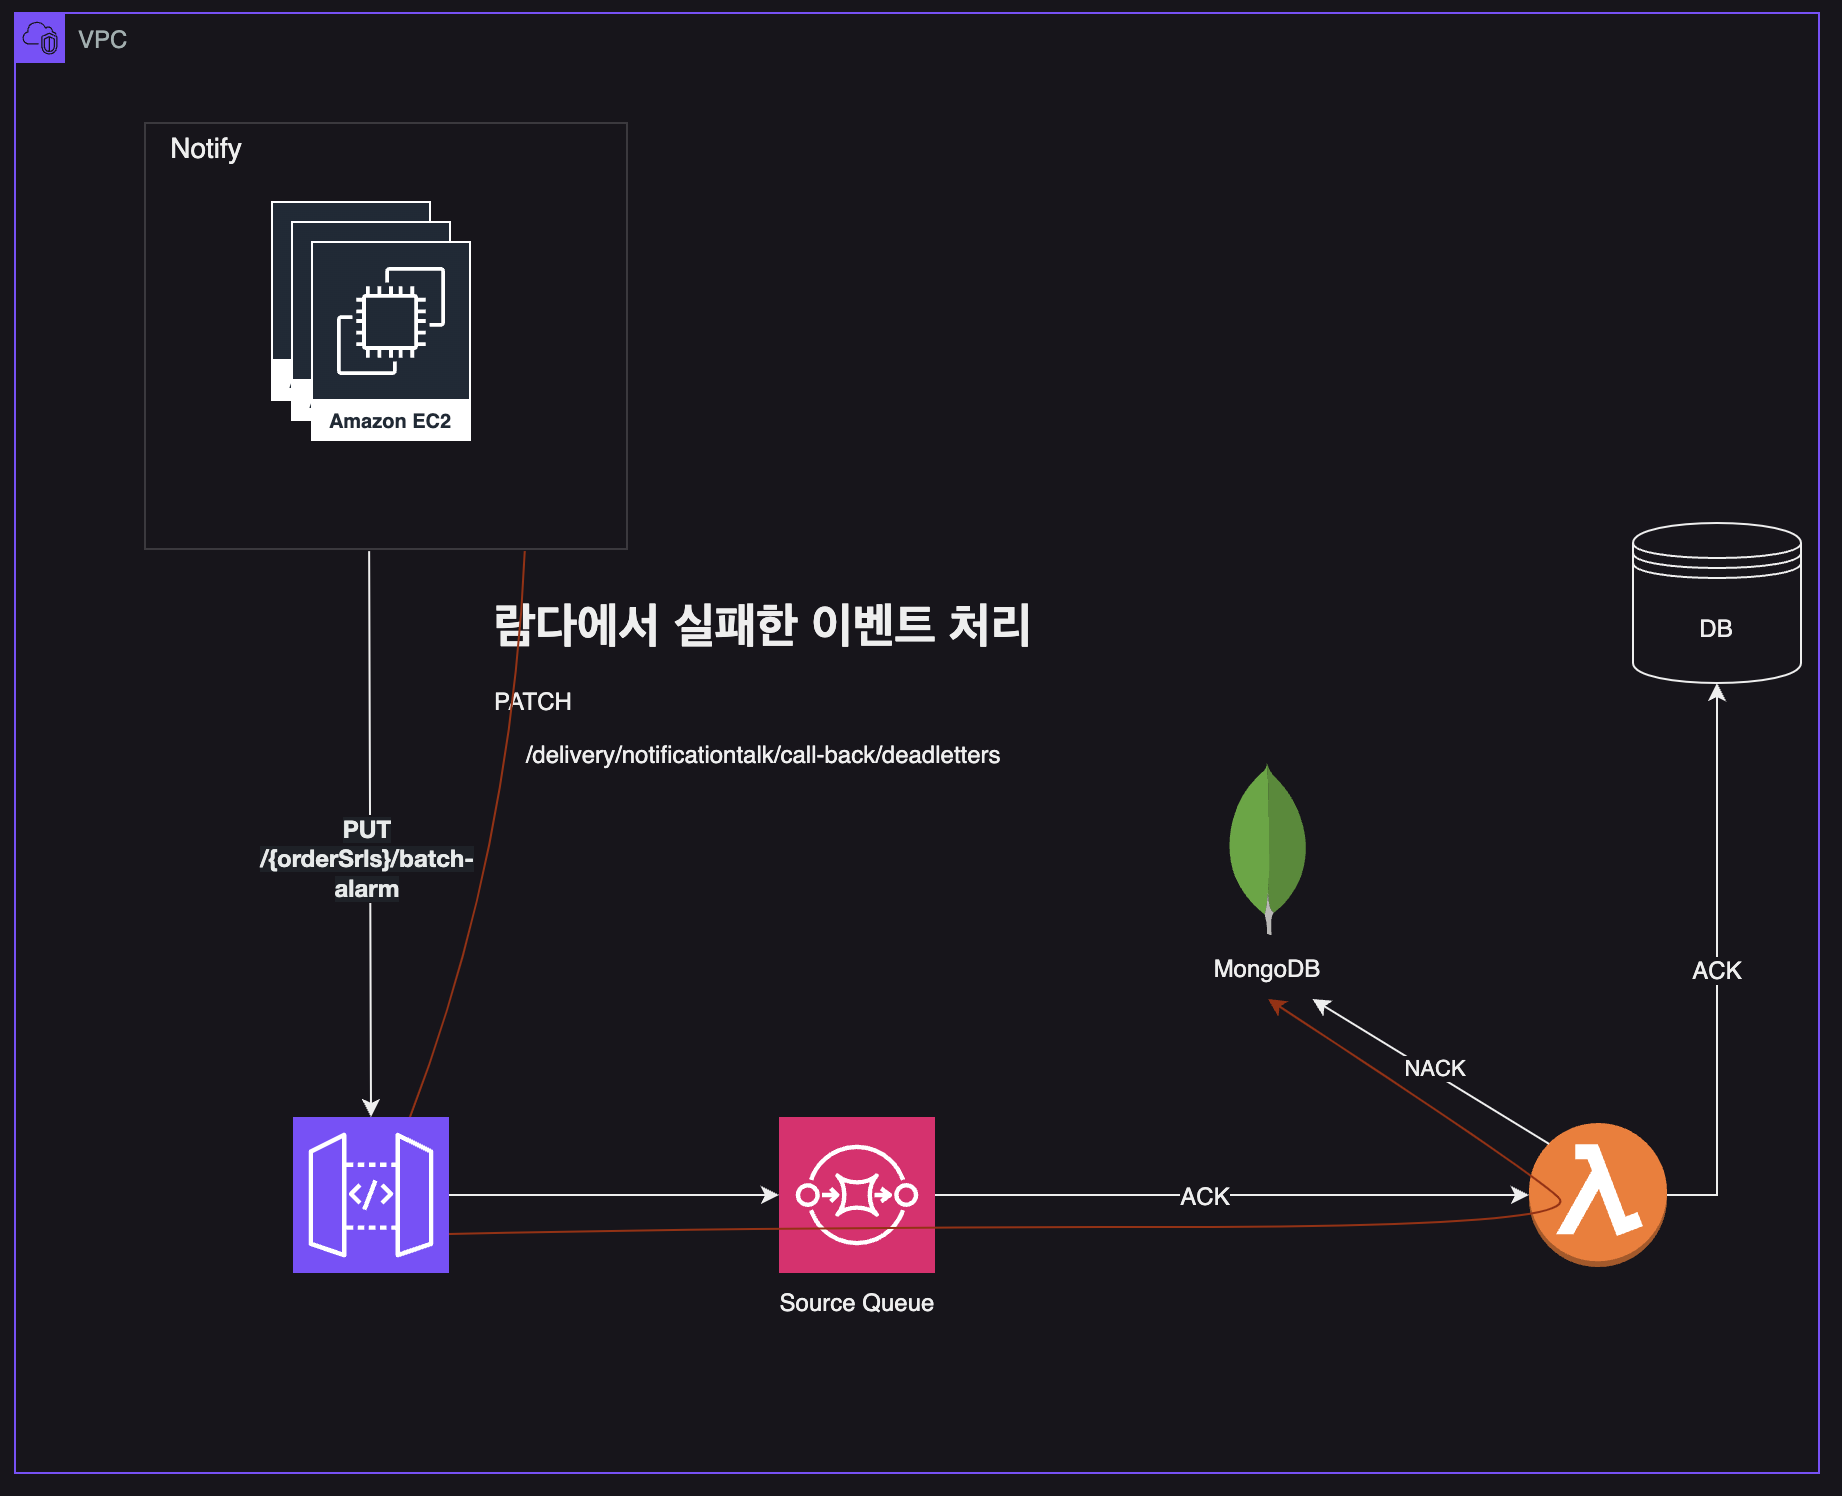 VPC
Notify
Amazon EC2
람다에서 실패한 이벤트 처리
PATCH
/delivery/notificationtalk/call-back/deadletters
DB
PUT
/{orderSrls}/batch-
alarm
MongoDB
ACK
NACK
ACK
Source Queue